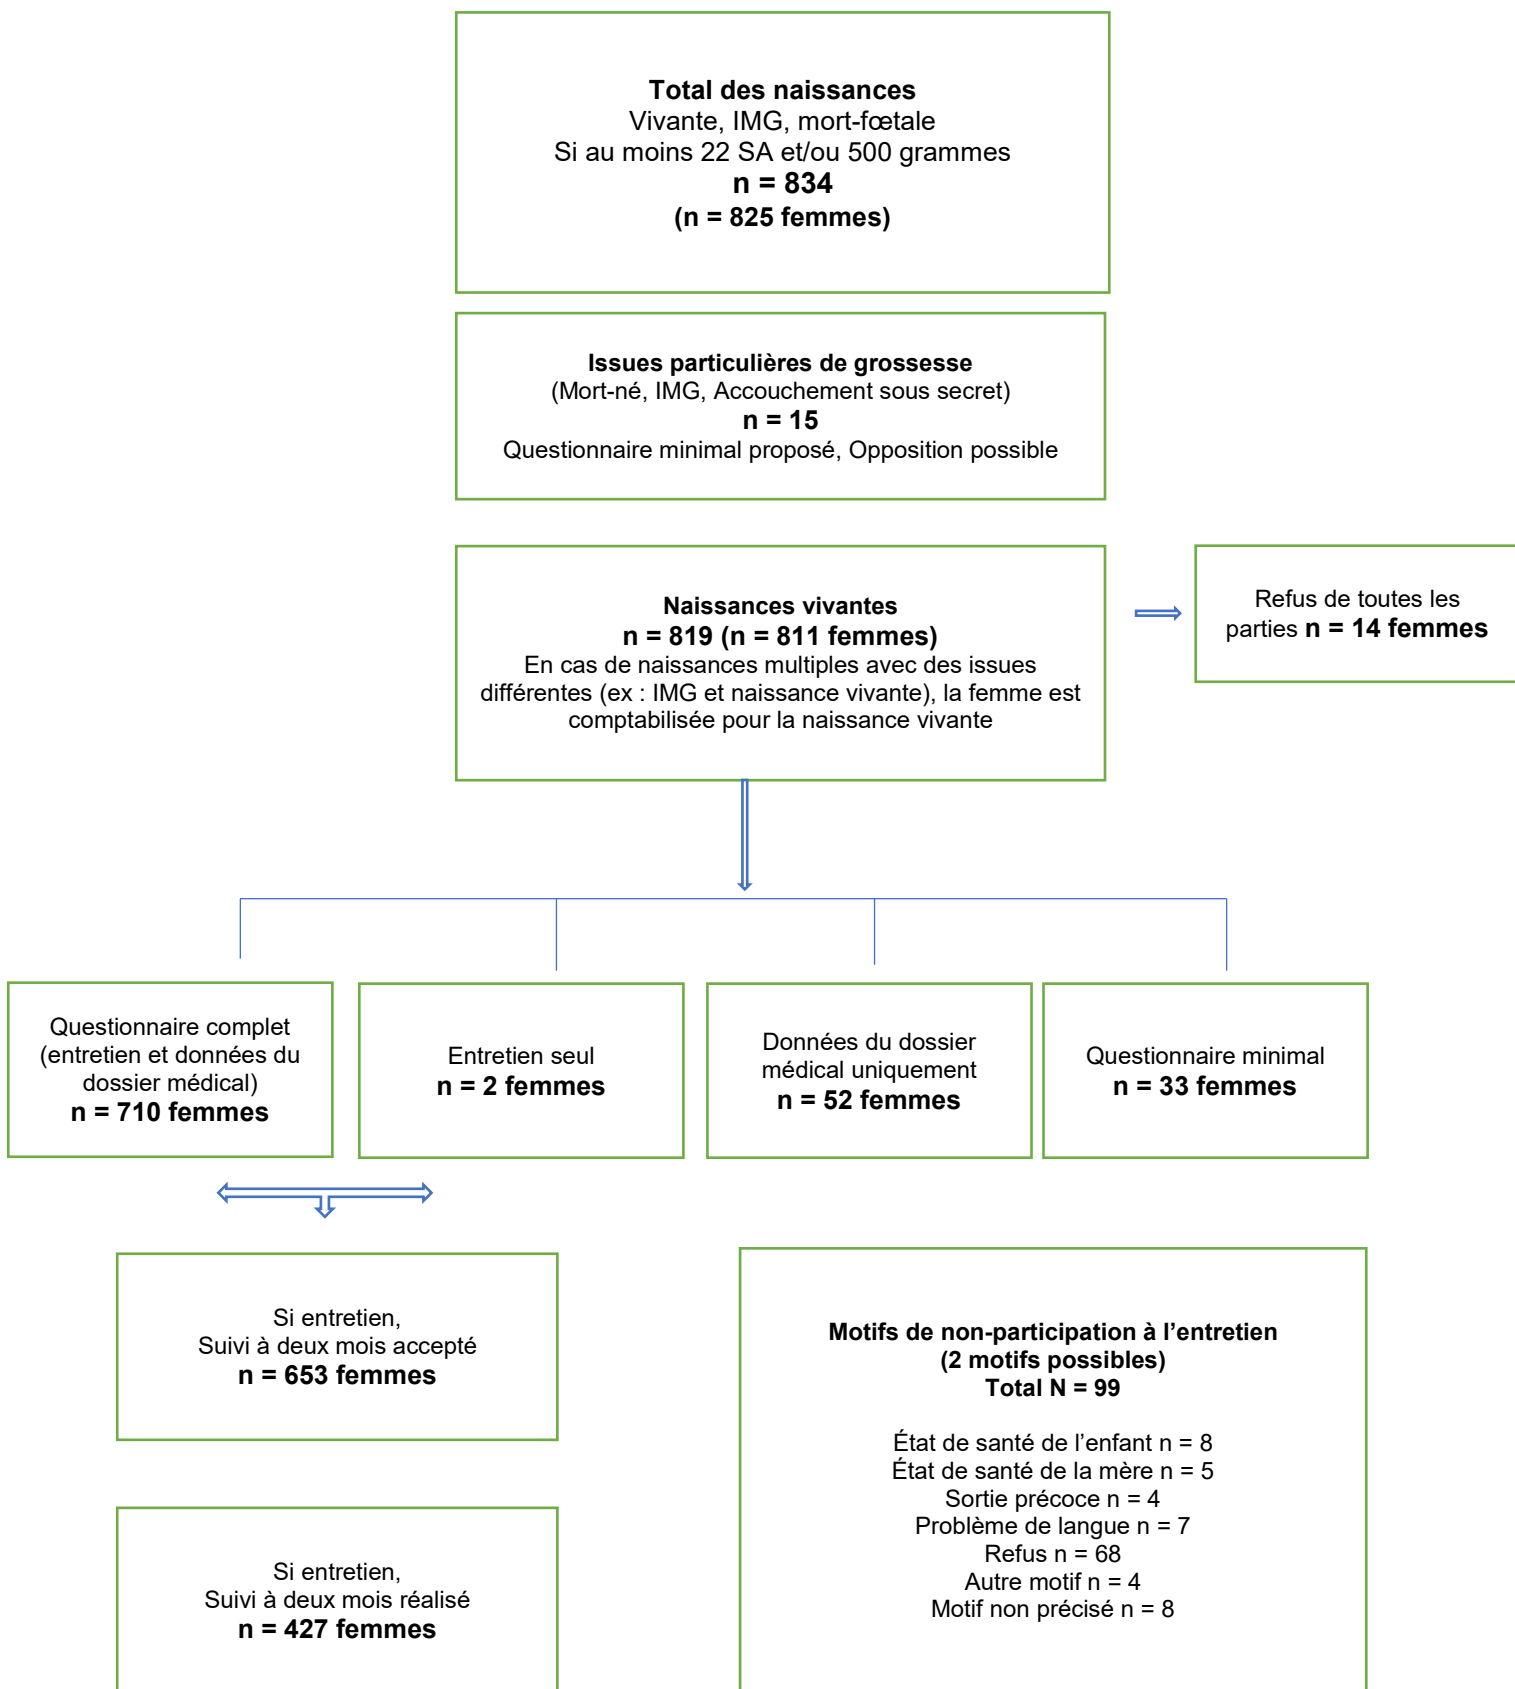 Total des naissances
Vivante, IMG, mort-fœtale
Si au moins 22 SA et/ou 500 grammes
n = 834
(n = 825 femmes)
Issues particulières de grossesse
(Mort-né, IMG, Accouchement sous secret)
n = 15
Questionnaire minimal proposé, Opposition possible
Naissances vivantes
n = 819 (n = 811 femmes)
En cas de naissances multiples avec des issues
différentes (ex : IMG et naissance vivante), la femme est
comptabilisée pour la naissance vivante
Refus de toutes les
parties n = 14 femmes
Questionnaire complet
(entretien et données du
dossier médical)
n = 710 femmes
Entretien seul
n = 2 femmes
Données du dossier
médical uniquement
n = 52 femmes
Questionnaire minimal
n = 33 femmes
Si entretien,
Suivi à deux mois accepté
n = 653 femmes
Si entretien,
Suivi à deux mois réalisé
n = 427 femmes
Motifs de non-participation à l’entretien
(2 motifs possibles)
Total N = 99
État de santé de l’enfant n = 8
État de santé de la mère n = 5
Sortie précoce n = 4
Problème de langue n = 7
Refus n = 68
Autre motif n = 4
Motif non précisé n = 8